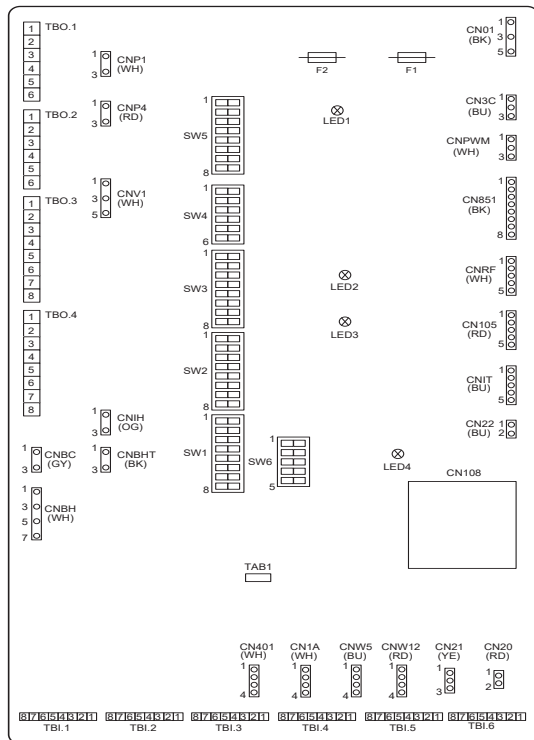 TBO.1
1
2
3
4
5
6
TBO.2
1
2
3
4
5
6
TBO.3
1
2
3
4
5
6
7
8
TBO.4
1
2
3
4
5
6
7
8
1
3
CNP1
(WH)
1
3
CNP4
(RD)
1
3
5
CNV1
(WH)
1
3
CNIH
(OG)
1
3
CNBC
(GY)
1
3
CNBHT
(BK)
1
3
5
7
CNBH
(WH)
1
SW5
8
1
SW4
6
1
SW3
8
1
SW2
8
1
SW1
8
1
SW6
5
F2
F1
LED1
LED2
LED3
LED4
CN01
(BK)
1
3
5
CN3C
(BU)
1
3
CNPWM
(WH)
1
3
CN851
(BK)
1
8
CNRF
(WH)
1
5
CN105
(RD)
1
5
CNIT
(BU)
1
5
CN22
(BU)
1
2
CN108
TAB1
CN401
(WH)
1
4
CN1A
(WH)
1
4
CNW5
(BU)
1
4
CNW12
(RD)
1
4
CN21
(YE)
1
3
CN20
(RD)
1
2
8 7 6 5 4 3 2 1
TBI.1
8 7 6 5 4 3 2 1
TBI.2
8 7 6 5 4 3 2 1
TBI.3
8 7 6 5 4 3 2 1
TBI.4
8 7 6 5 4 3 2 1
TBI.5
8 7 6 5 4 3 2 1
TBI.6